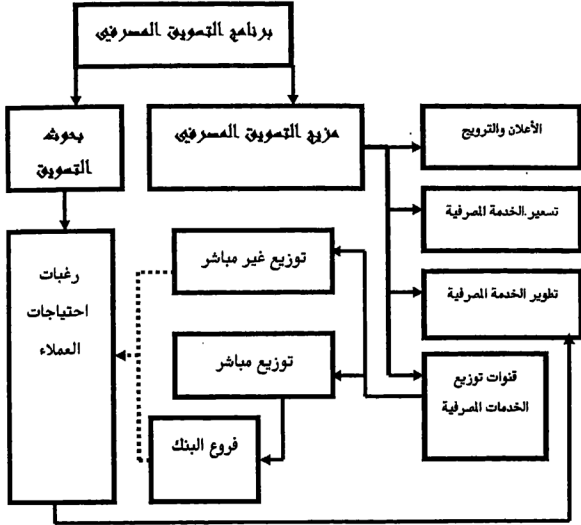 برنامج التسويق المصرفي
مزيج التسويق المصرفي
بحوث
التسويق
الأعلان والترويج
تسعير.الخدمة المصرفية
تطوير الخدمة المصرفية
قنوات توزيع
الخدمات المصرفية
توزيع غير مباشر
توزيع مباشر
فروع البنك
رغبات
احتياجات
العملاء